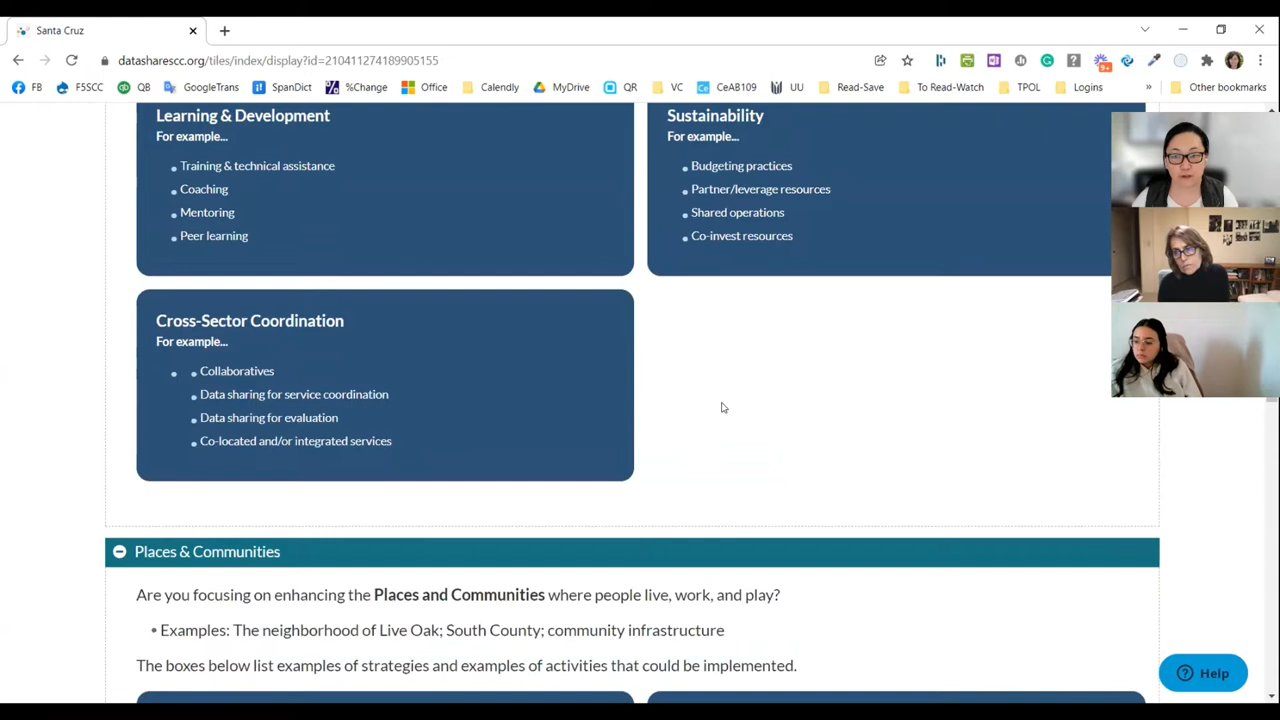 Santa Cruz
datasharescc.org/tiles/index/display?id=210411274189905155
FB
F5SCC
QB
GoogleTrans
SpanDict
%Change
Office
Calendly
MyDrive
QR
VC
CeAB109
UU
Read-Save
To Read-Watch
TPOL
Logins
»
Other bookmarks
9+
Learning & Development
For example...
Training & technical assistance
Coaching
Mentoring
Peer learning
Sustainability
For example...
Budgeting practices
Partner/leverage resources
Shared operations
Co-invest resources
Cross-Sector Coordination
For example...
Collaboratives
Data sharing for service coordination
Data sharing for evaluation
Co-located and/or integrated services
Places & Communities
Are you focusing on enhancing the Places and Communities where people live, work, and play?
• Examples: The neighborhood of Live Oak; South County; community infrastructure
The boxes below list examples of strategies and examples of activities that could be implemented.
Help